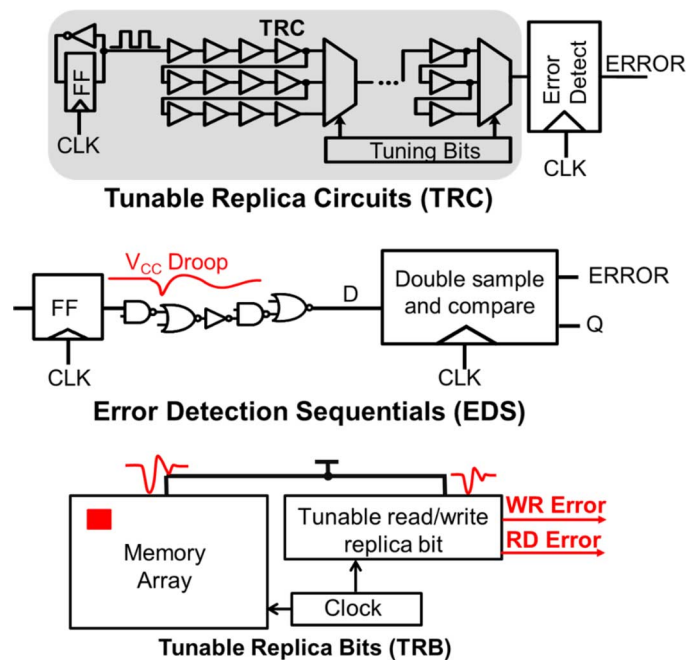 TRC
FF
CLK
Tuning Bits
Error
Detect
ERROR
CLK
Tunable Replica Circuits (TRC)
VCC Droop
FF
CLK
D
Double sample
and compare
ERROR
Q
CLK
Error Detection Sequentials (EDS)
Memory
Array
Tunable read/write
replica bit
WR Error
RD Error
Clock
Tunable Replica Bits (TRB)